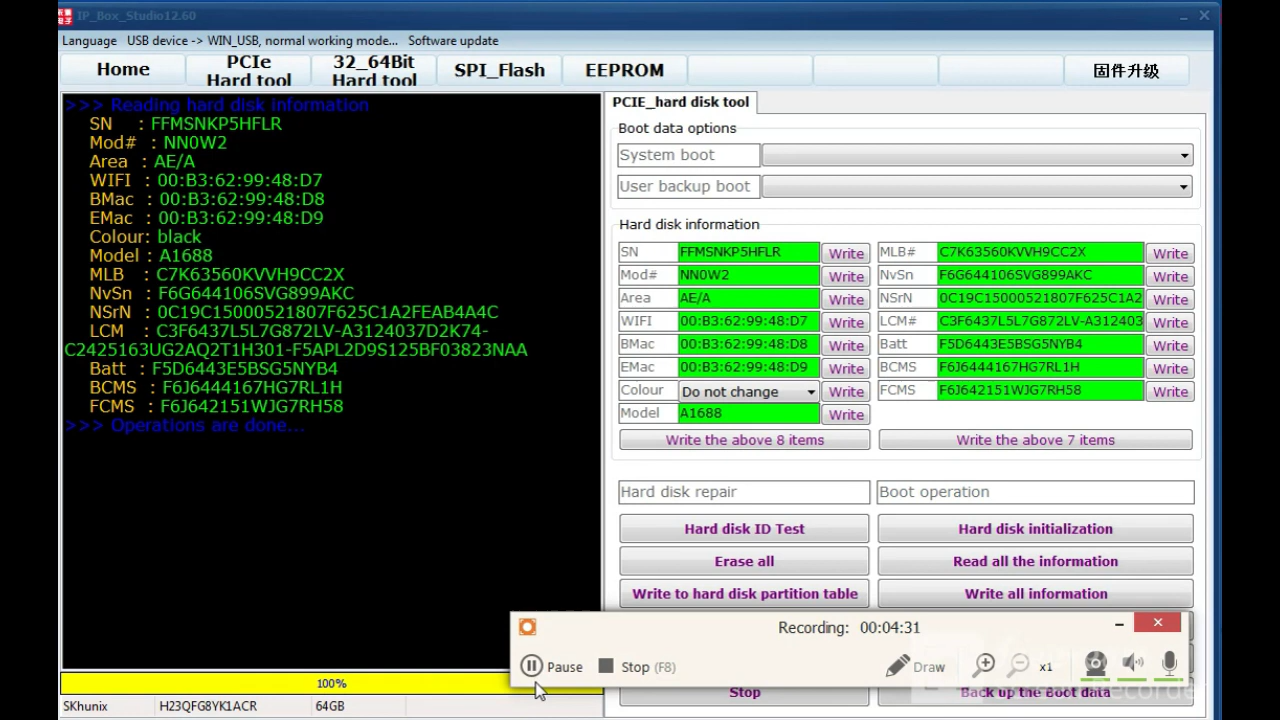 IP_Box_Studio12.60
Language USB device -> WIN_USB, normal working mode... Software update
Home PCIe Hard tool 32_64Bit Hard tool SPI_Flash EEPROM 固件升级
>>> Reading hard disk information
SN : FFMSNKP5HFLR
Mod# : NN0W2
Area : AE/A
WIFI : 00:B3:62:99:48:D7
BMac : 00:B3:62:99:48:D8
EMac : 00:B3:62:99:48:D9
Colour: black
Model : A1688
MLB : C7K63560KVVH9CC2X
NvSn : F6G644106SVG899AKC
NSrN : 0C19C15000521807F625C1A2FEAB4A4C
LCM : C3F6437L5L7G872LV-A3124037D2K74-
C2425163UG2AQ2T1H301-F5APL2D9S125BF03823NAA
Batt : F5D6443E5BSG5NYB4
BCMS : F6J6444167HG7RL1H
FCMS : F6J642151WJG7RH58
>>> Operations are done...
100%
SKhunix H23QFG8YK1ACR 64GB
PCIE_hard disk tool
Boot data options
System boot
User backup boot
Hard disk information
SN FFMSNKP5HFLR Write MLB# C7K63560KVVH9CC2X Write
Mod# NN0W2 Write NvSn F6G644106SVG899AKC Write
Area AE/A Write NSrN 0C19C15000521807F625C1A2 Write
WIFI 00:B3:62:99:48:D7 Write LCM# C3F6437L5L7G872LV-A312403 Write
BMac 00:B3:62:99:48:D8 Write Batt F5D6443E5BSG5NYB4 Write
EMac 00:B3:62:99:48:D9 Write BCMS F6J6444167HG7RL1H Write
Colour Do not change Write FCMS F6J642151WJG7RH58 Write
Model A1688 Write
Write the above 8 items Write the above 7 items
Hard disk repair Boot operation
Hard disk ID Test Hard disk initialization
Erase all Read all the information
Write to hard disk partition table Write all information
Recording: 00:04:31
Pause Stop (F8) Draw x1
Stop Back up the Boot data